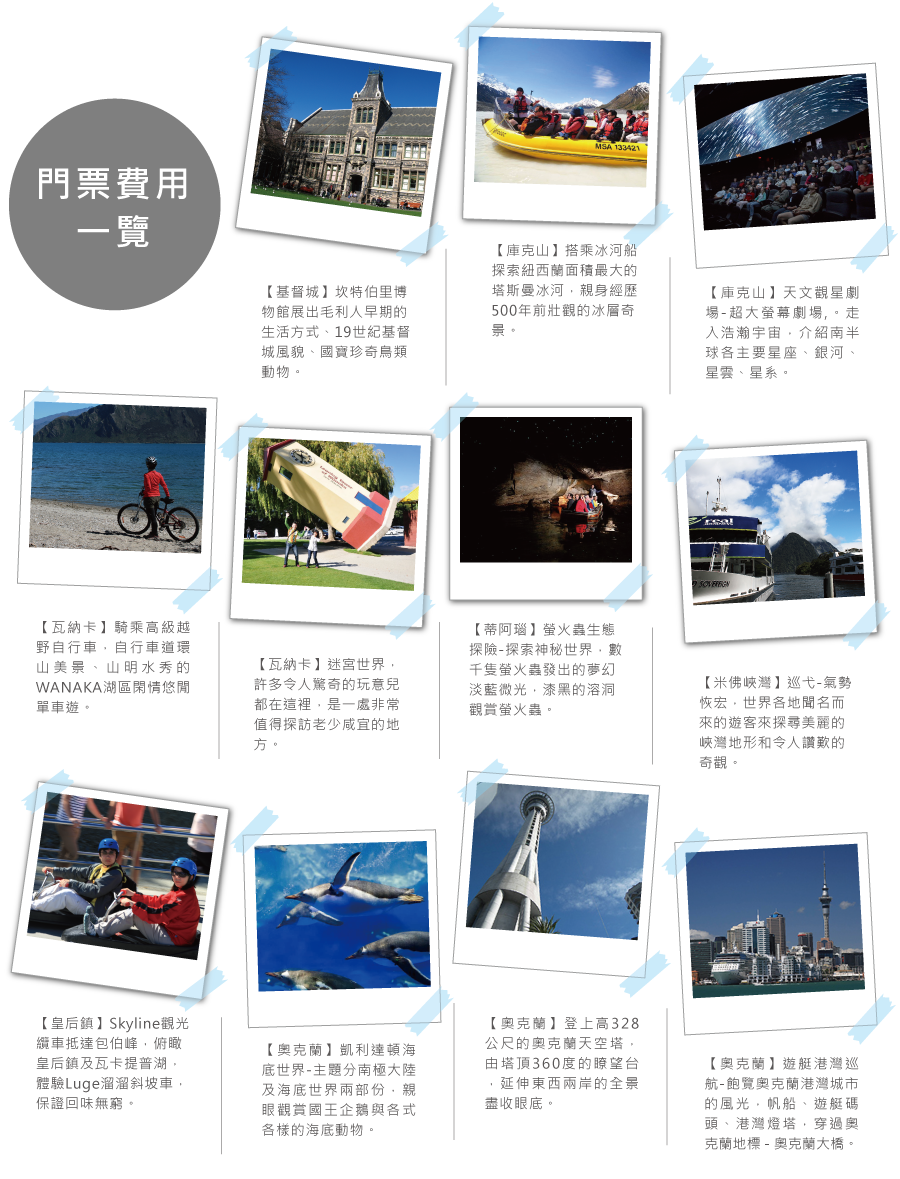 門票費用
一覽
MSA 133421
【基督城】坎特伯里博
物館展出毛利人早期的
生活方式、19世紀基督
城風貌、國寶珍奇鳥類
動物。
【庫克山】搭乘冰河船
探索紐西蘭面積最大的
塔斯曼冰河，親身經歷
500年前壯觀的冰層奇
景。
【庫克山】天文觀星劇
場-超大螢幕劇場,。走
入浩瀚宇宙，介紹南半
球各主要星座、銀河、
星雲、星系。
real
SOVEREIGN
【瓦納卡】騎乘高級越
野自行車，自行車道環
山美景、山明水秀的
WANAKA湖區閑情悠閒
單車遊。
【瓦納卡】迷宮世界，
許多令人驚奇的玩意兒
都在這裡，是一處非常
值得探訪老少咸宜的地
方。
【蒂阿瑙】螢火蟲生態
探險-探索神秘世界，數
千隻螢火蟲發出的夢幻
淡藍微光，漆黑的溶洞
觀賞螢火蟲。
【米佛峽灣】巡弋-氣勢
恢宏，世界各地聞名而
來的遊客來探尋美麗的
峽灣地形和令人讚歎的
奇觀。
【皇后鎮】Skyline觀光
纜車抵達包伯峰，俯瞰
皇后鎮及瓦卡提普湖，
體驗Luge溜溜斜坡車，
保證回味無窮。
【奧克蘭】凱利達頓海
底世界-主題分南極大陸
及海底世界兩部份，親
眼觀賞國王企鵝與各式
各樣的海底動物。
【奧克蘭】登上高328
公尺的奧克蘭天空塔，
由塔頂360度的瞭望台
，延伸東西兩岸的全景
盡收眼底。
【奧克蘭】遊艇港灣巡
航-飽覽奧克蘭港灣城市
的風光，帆船、遊艇碼
頭、港灣燈塔，穿過奧
克蘭地標－奧克蘭大橋。